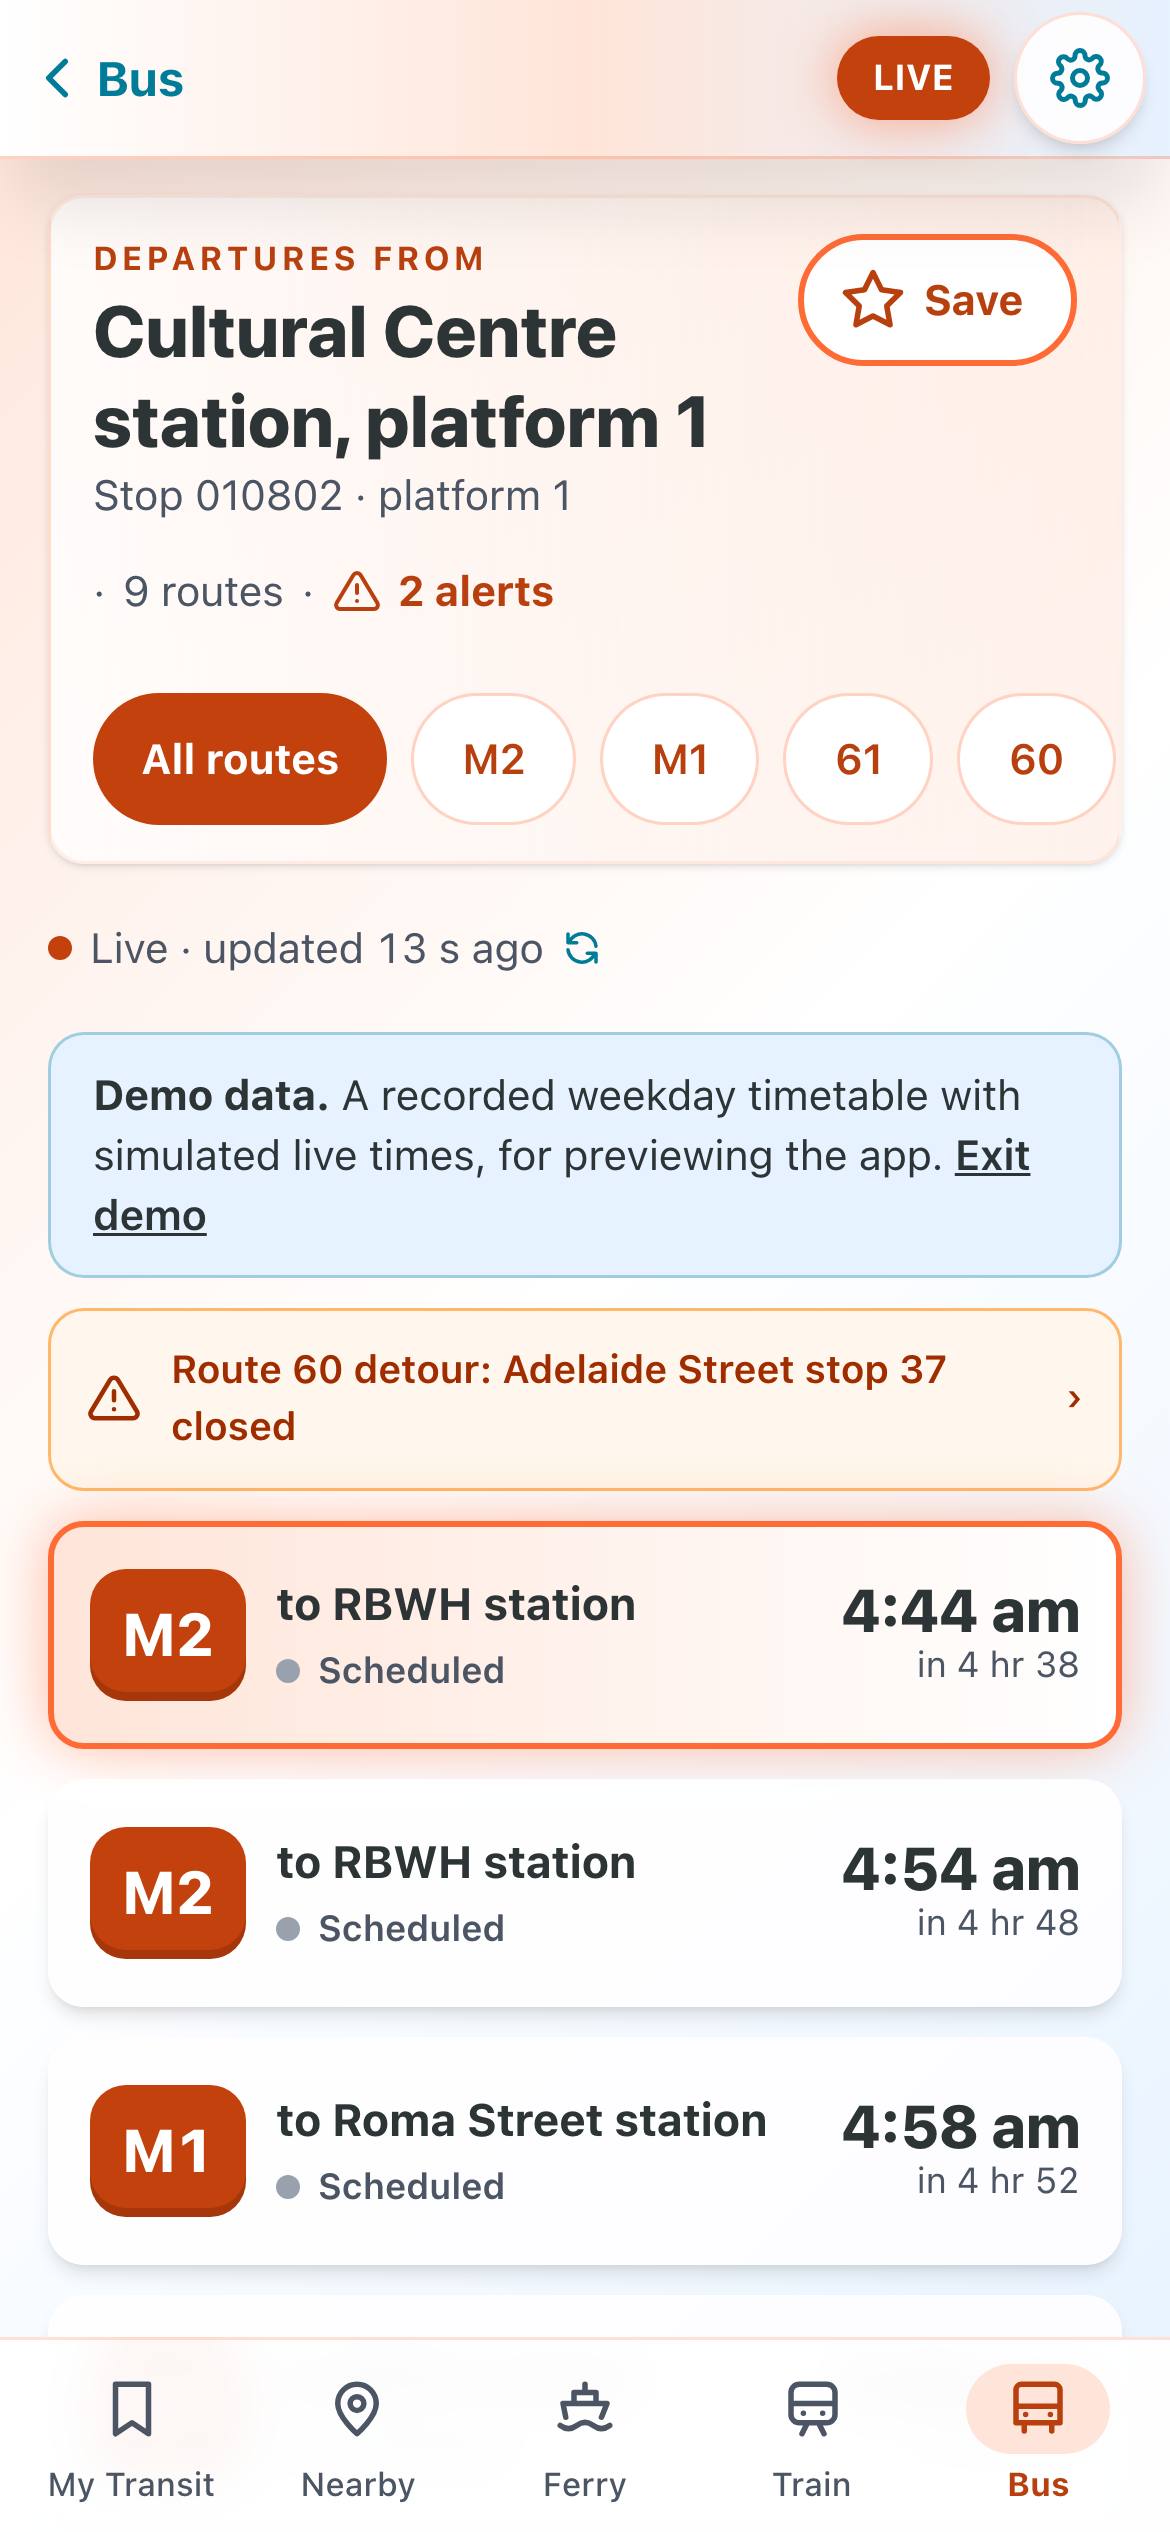 Bus
LIVE
DEPARTURES FROM
Cultural Centre
station, platform 1
Save
Stop 010802 · platform 1
· 9 routes · 2 alerts
All routes
M2
M1
61
60
Live · updated 13 s ago
Demo data. A recorded weekday timetable with
simulated live times, for previewing the app. Exit
demo
Route 60 detour: Adelaide Street stop 37
closed
›
M2
to RBWH station
Scheduled
4:44 am
in 4 hr 38
M2
to RBWH station
Scheduled
4:54 am
in 4 hr 48
M1
to Roma Street station
Scheduled
4:58 am
in 4 hr 52
My Transit
Nearby
Ferry
Train
Bus